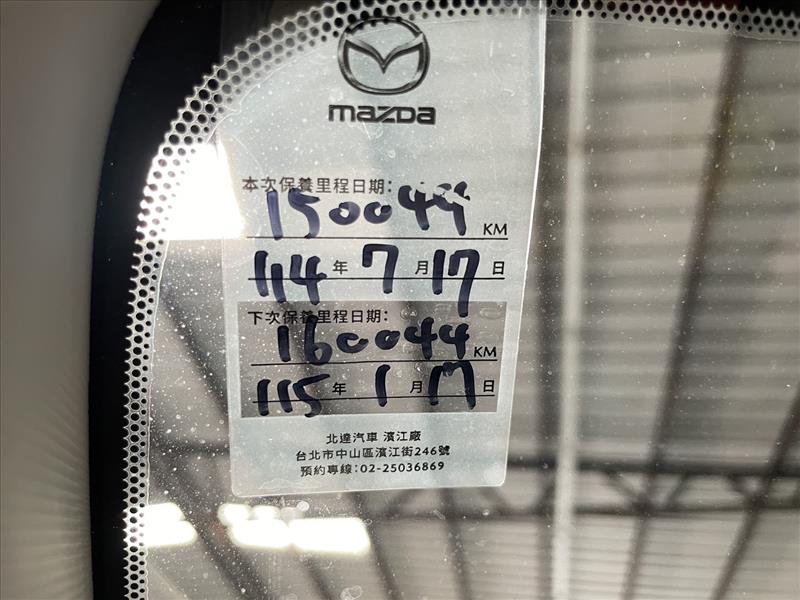 mazda
本次保養里程日期:
150044 KM
114 年 7 月 17 日
下次保養里程日期:
160044 KM
115 年 1 月 17 日
北達汽車 濱江廠
台北市中山區濱江街246號
預約專線:02-25036869